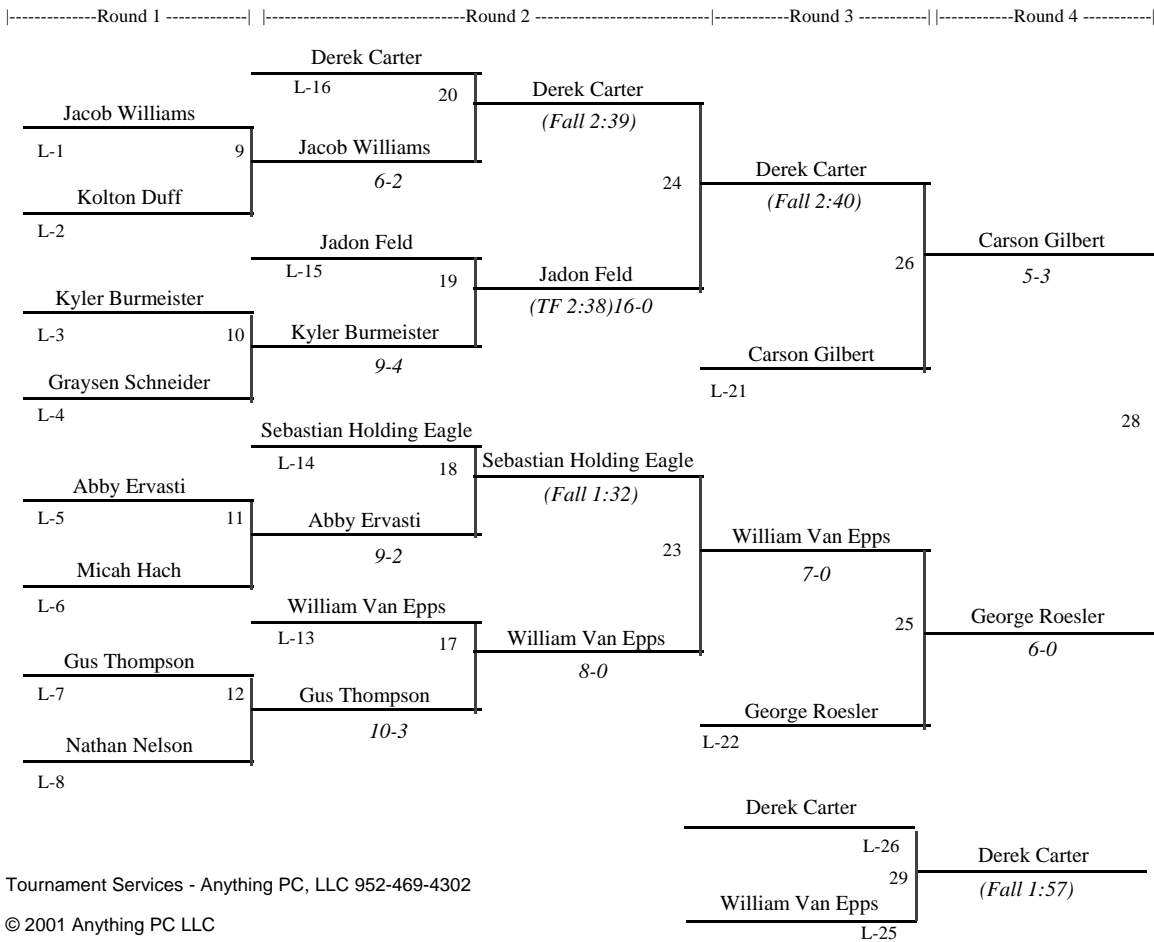 |-------------Round 1 -------------| |-----------------------------Round 2 -------------------------|------------Round 3 -----------| |-----------Round 4 -----------|
Derek Carter
L-16 20 Derek Carter
Jacob Williams (Fall 2:39)
L-1 9 Jacob Williams
6-2 24 Derek Carter
Kolton Duff (Fall 2:40)
L-2
Jadon Feld Carson Gilbert
L-15 19 Jadon Feld 26 5-3
Kyler Burmeister (TF 2:38)16-0
L-3 10 Kyler Burmeister
9-4 Carson Gilbert
Graysen Schneider L-21
L-4
28
Sebastian Holding Eagle
L-14 18 Sebastian Holding Eagle
Abby Ervasti (Fall 1:32)
L-5 11 Abby Ervasti
9-2 23 William Van Epps
Micah Hach 7-0
L-6
William Van Epps George Roesler
L-13 17 William Van Epps 25 6-0
Gus Thompson 8-0
L-7 12 Gus Thompson
10-3 George Roesler
Nathan Nelson L-22
L-8
Derek Carter
L-26 Derek Carter
29 (Fall 1:57)
William Van Epps
L-25
Tournament Services - Anything PC, LLC 952-469-4302
© 2001 Anything PC LLC